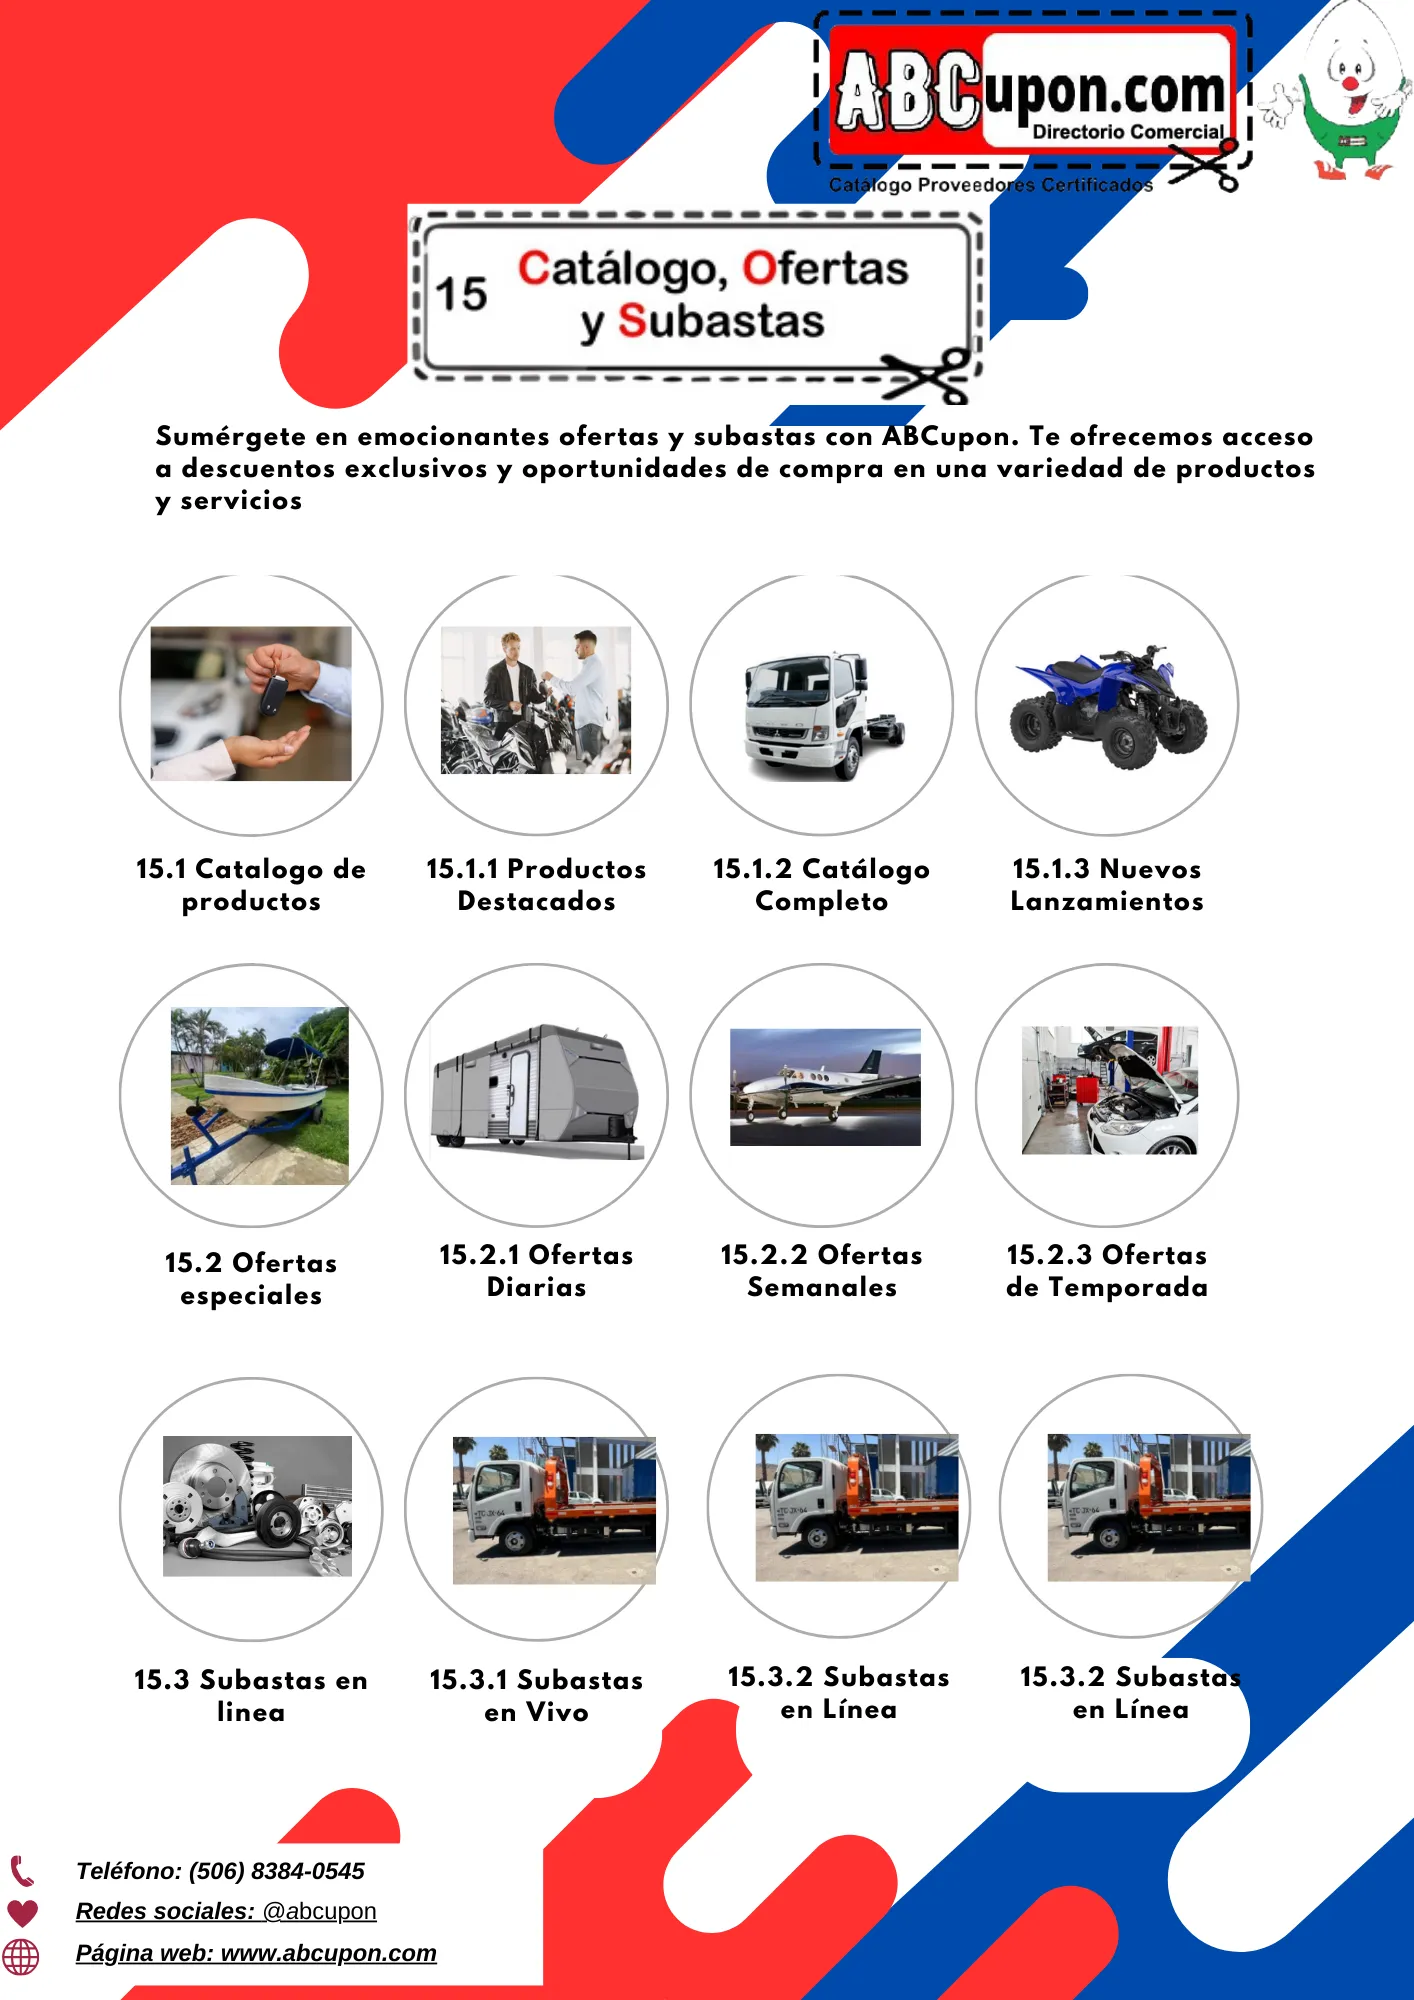 ABCupon.com
Directorio Comercial
Catálogo Proveedores Certificados
15
Catálogo, Ofertas
y Subastas
Sumérgete en emocionantes ofertas y subastas con ABCupon. Te ofrecemos acceso
a descuentos exclusivos y oportunidades de compra en una variedad de productos
y servicios
15.1 Catalogo de
productos
15.1.1 Productos
Destacados
15.1.2 Catálogo
Completo
15.1.3 Nuevos
Lanzamientos
15.2 Ofertas
especiales
15.2.1 Ofertas
Diarias
15.2.2 Ofertas
Semanales
15.2.3 Ofertas
de Temporada
15.3 Subastas en
linea
15.3.1 Subastas
en Vivo
15.3.2 Subastas
en Línea
15.3.2 Subastas
en Línea
Teléfono: (506) 8384-0545
Redes sociales: @abcupon
Página web: www.abcupon.com